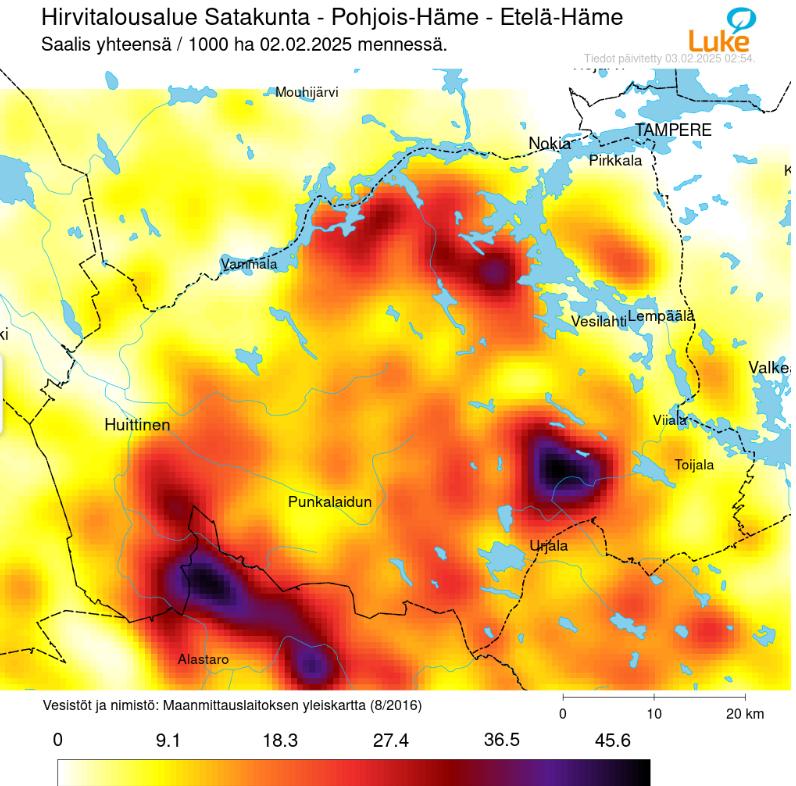 Hirvitalousalue Satakunta - Pohjois-Häme - Etelä-Häme
Saalis yhteensä / 1000 ha 02.02.2025 mennessä.
Luke
Tiedot päivitetty 03.02.2025 02:54.
Mouhijärvi
TAMPERE
Nokia
Pirkkala
K
Vammala
Vesilahti
Lempäälä
ki
Valkea
Huittinen
Viiala
Toijala
Punkalaidun
Urjala
Alastaro
Vesistöt ja nimistö: Maanmittauslaitoksen yleiskartta (8/2016)
0 10 20 km
0 9.1 18.3 27.4 36.5 45.6